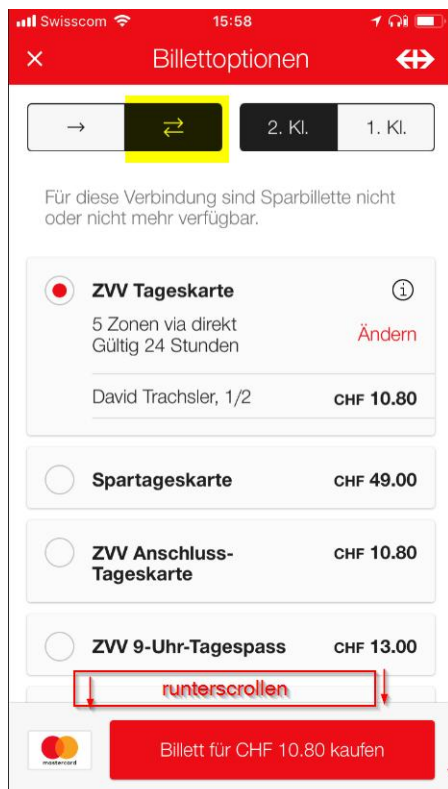 Swisscom 15:58
Billettoptionen
2. Kl. 1. Kl.
Für diese Verbindung sind Sparbillette nicht
oder nicht mehr verfügbar.
ZVV Tageskarte
5 Zonen via direkt
Gültig 24 Stunden
Ändern
David Trachsler, 1/2 CHF 10.80
Spartageskarte CHF 49.00
ZVV Anschluss-
Tageskarte
CHF 10.80
ZVV 9-Uhr-Tagespass CHF 13.00
runterscrollen
mastercard
Billett für CHF 10.80 kaufen